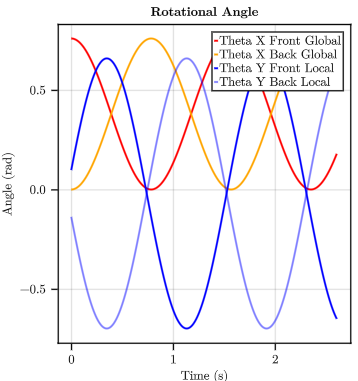 Rotational Angle
Theta X Front Global
Theta X Back Global
Theta Y Front Local
Theta Y Back Local
Angle (rad)
0.5
0.0
−0.5
0
1
2
Time (s)